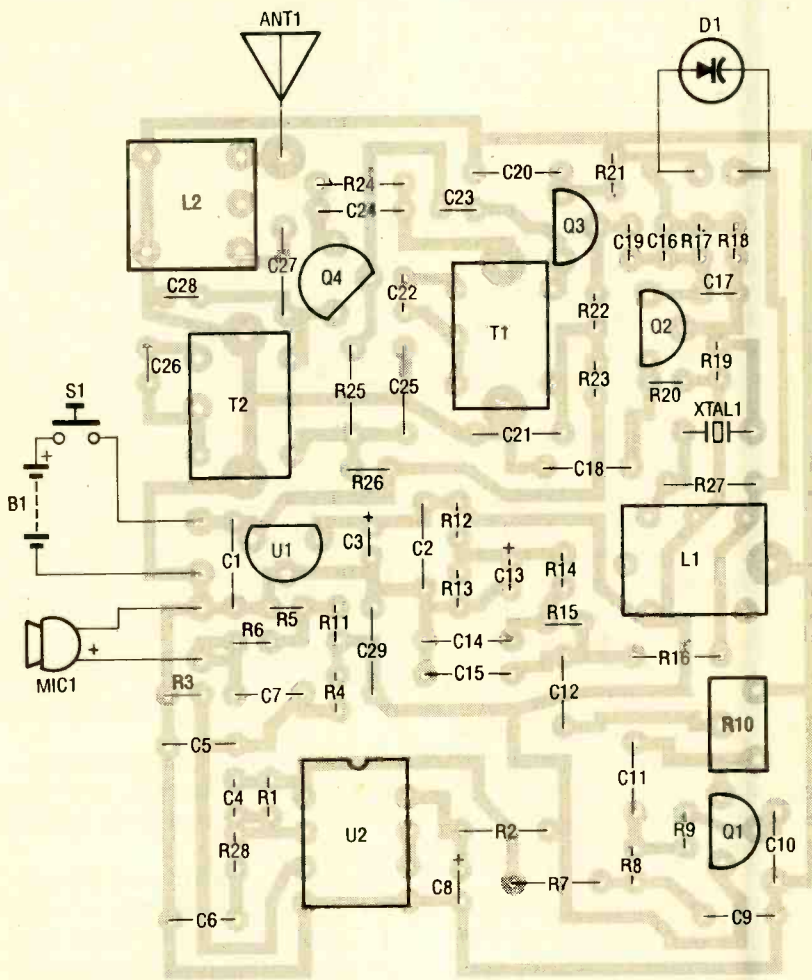 ANT1
D1
L2
R24
C24
C23
C20
R21
Q3
C19
C16
R17
R18
C27
Q4
C28
C22
T1
R22
Q2
C17
C26
T2
R25
C25
R23
R20
R19
XTAL1
S1
+
B1
C21
C18
R26
R27
C1
U1
+
C3
C2
R12
R13
+
C13
R14
L1
R5
R6
R11
C29
C14
R15
C15
R16
+
MIC1
R3
C7
R4
C12
R10
C5
C4
R1
U2
R28
C6
+
C8
R2
R7
C11
R8
R9
Q1
C10
C9